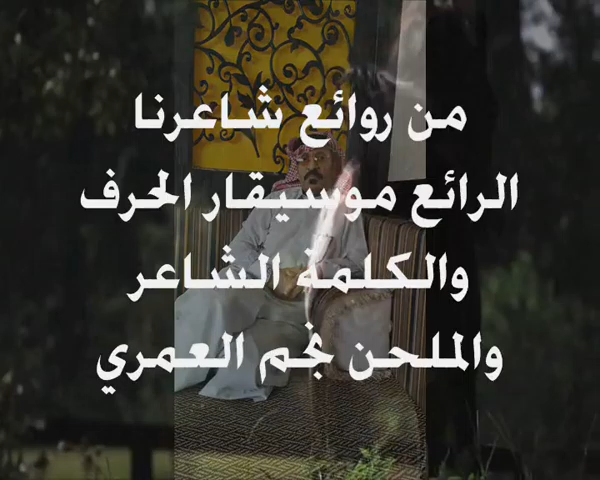 من روائع شاعرنا
الرائع موسيقار الحرف
والكلمة الشاعر
والملحن نجم العمري